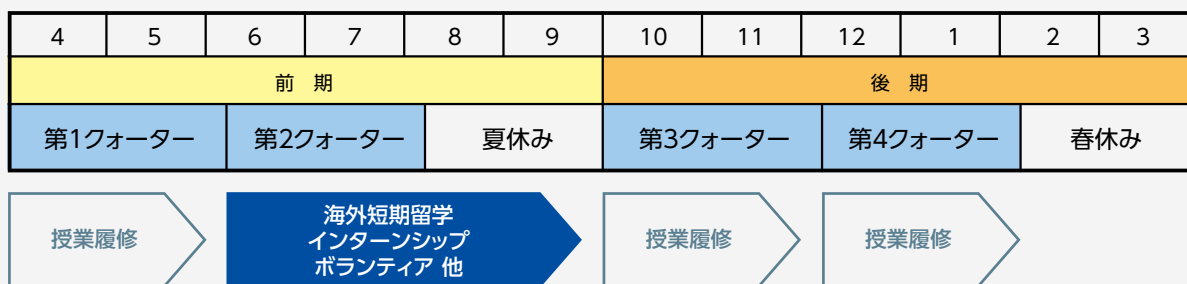 4 5 6 7 8 9 10 11 12 1 2 3
前 期 後 期
第1クォーター 第2クォーター 夏休み 第3クォーター 第4クォーター 春休み
授業履修
海外短期留学
インターンシップ
ボランティア 他
授業履修
授業履修